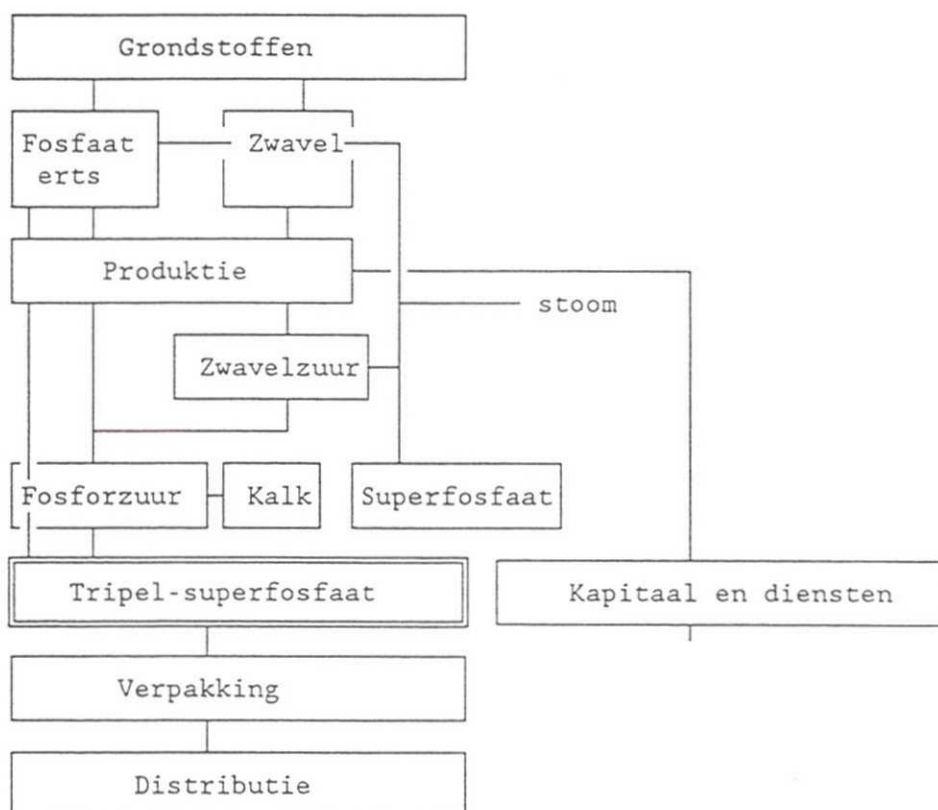 Grondstoffen
Fosfaat
erts
Zwavel
Produktie
stoom
Zwavelzuur
Fosforzuur
Kalk
Superfosfaat
Tripel-superfosfaat
Kapitaal en diensten
Verpakking
Distributie